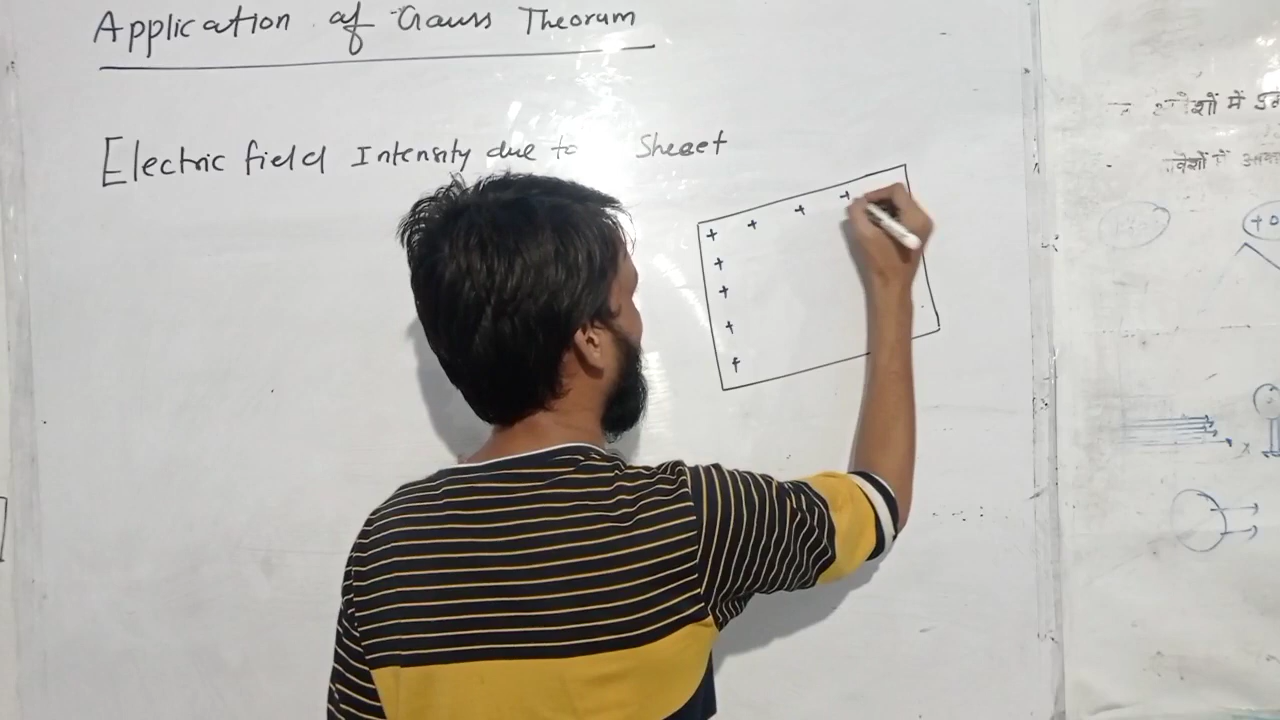 Application of Gauss Theorum
Electric field Intensity due to Sheeet
+ + + +
+
+
+
+
शों में
+
x